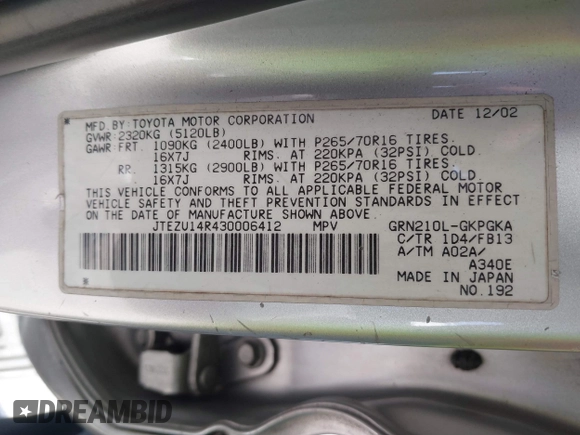 MFD. BY: TOYOTA MOTOR CORPORATION DATE 12/02
GVWR: 2320KG (5120LB)
GAWR: FRT. 1090KG (2400LB) WITH P265/70R16 TIRES.
16X7J RIMS. AT 220KPA (32PSI) COLD.
RR. 1315KG (2900LB) WITH P265/70R16 TIRES.
16X7J RIMS. AT 220KPA (32PSI) COLD.
THIS VEHICLE CONFORMS TO ALL APPLICABLE FEDERAL MOTOR
VEHICLE SAFETY AND THEFT PREVENTION STANDARDS IN EFFECT
ON THE DATE OF MANUFACTURE SHOWN ABOVE.
JTEZU14R430006412 MPV GRN210L-GKPGKA
C/TR 1D4/FB13
A/TM A02A/
A340E
MADE IN JAPAN
NO. 192
DREAMBID